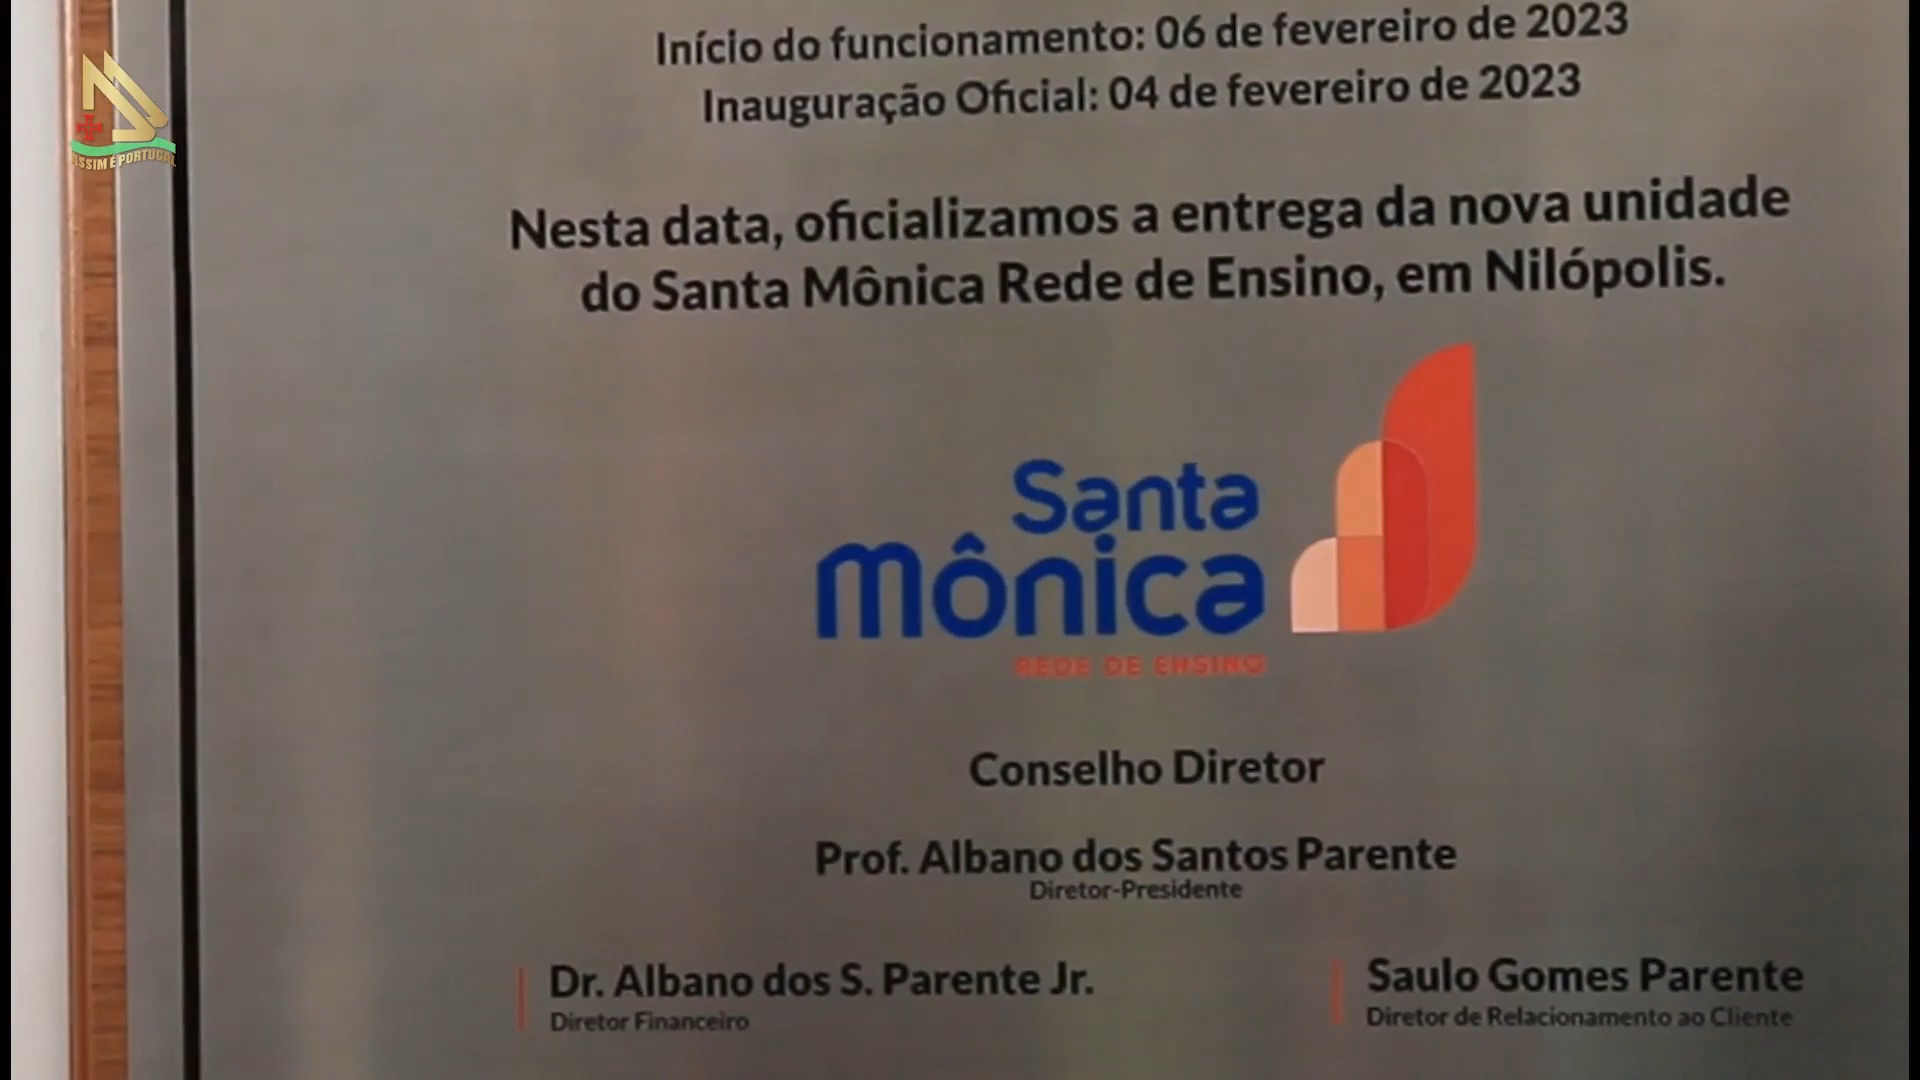 ASSIM É PORTUGAL
Início do funcionamento: 06 de fevereiro de 2023
Inauguração Oficial: 04 de fevereiro de 2023
Nesta data, oficializamos a entrega da nova unidade
do Santa Mônica Rede de Ensino, em Nilópolis.
Santa
Mônica
REDE DE ENSINO
Conselho Diretor
Prof. Albano dos Santos Parente
Diretor-Presidente
Dr. Albano dos S. Parente Jr.
Diretor Financeiro
Saulo Gomes Parente
Diretor de Relacionamento ao Cliente